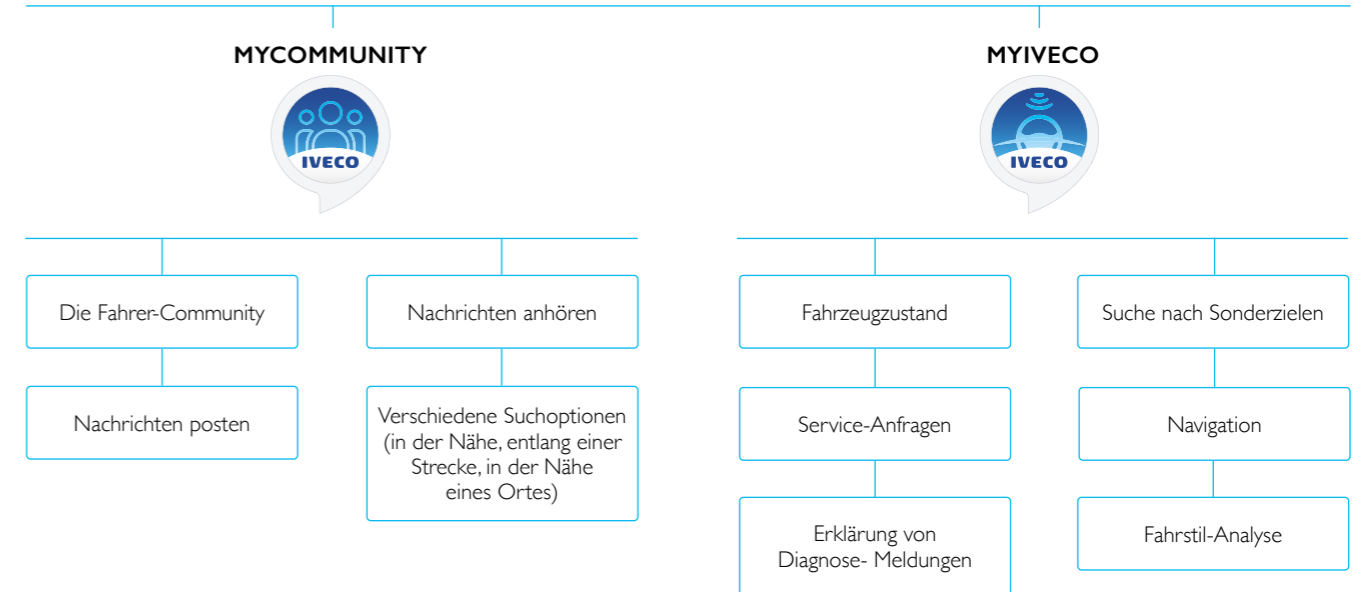 MYCOMMUNITY
IVECO
Die Fahrer-Community
Nachrichten posten
Nachrichten anhören
Verschiedene Suchoptionen
(in der Nähe, entlang einer
Strecke, in der Nähe
eines Ortes)
MYIVECO
IVECO
Fahrzeugzustand
Service-Anfragen
Erklärung von
Diagnose- Meldungen
Suche nach Sonderzielen
Navigation
Fahrstil-Analyse